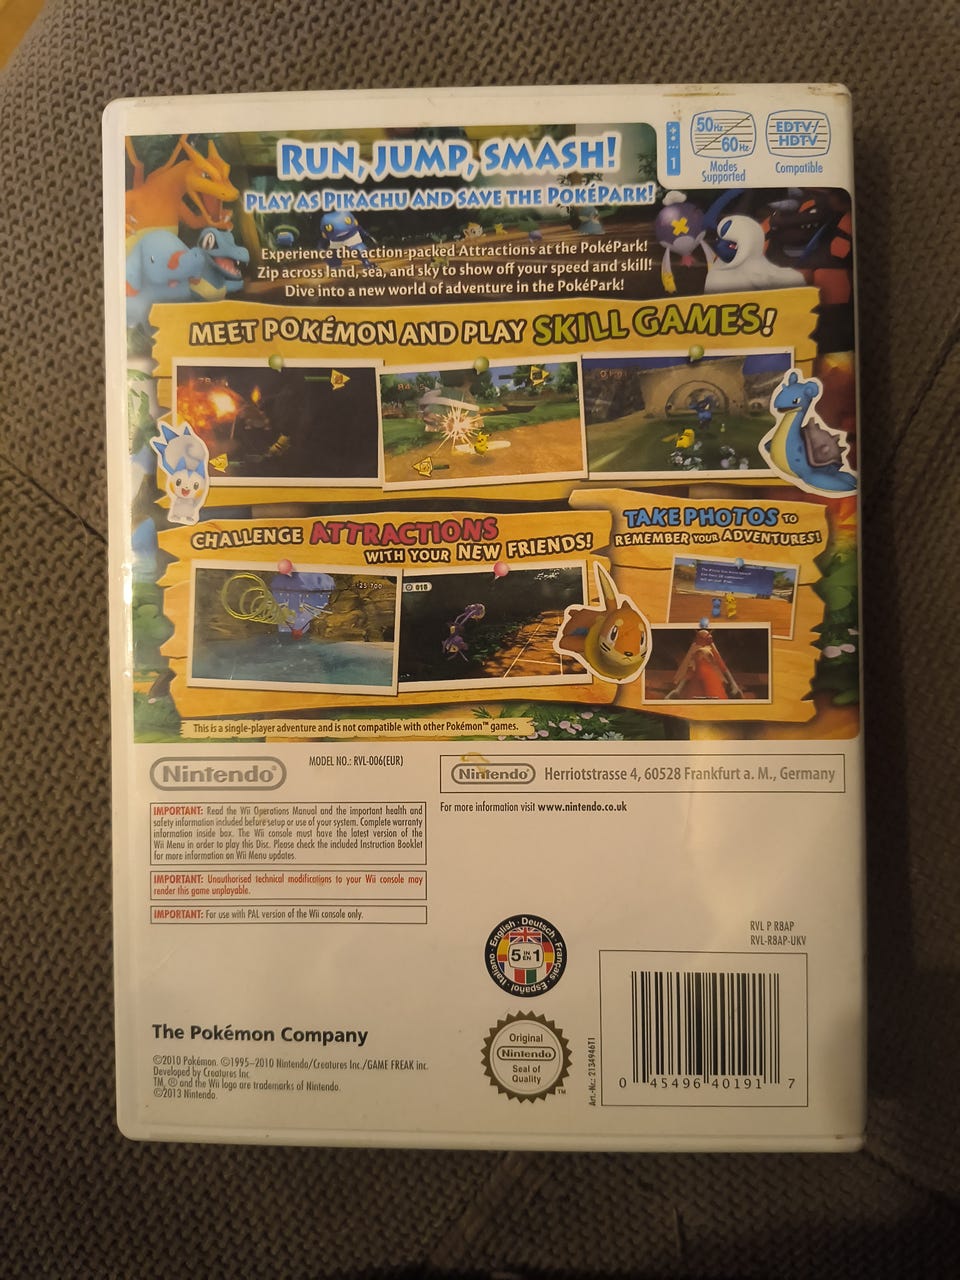 RUN, JUMP, SMASH!
PLAY AS PIKACHU AND SAVE THE POKÉPARK!
1
50Hz
60Hz
Modes
Supported
EDTV/
HDTV
Compatible
Experience the action-packed Attractions at the PokéPark!
Zip across land, sea, and sky to show off your speed and skill!
Dive into a new world of adventure in the PokéPark!
MEET POKÉMON AND PLAY SKILL GAMES!
CHALLENGE ATTRACTIONS
WITH YOUR NEW FRIENDS!
TAKE PHOTOS TO
REMEMBER YOUR ADVENTURES!
018
This is a single-player adventure and is not compatible with other Pokémon™ games.
Nintendo®
MODEL NO.: RVL-006(EUR)
Nintendo® Herriotstrasse 4, 60528 Frankfurt a. M., Germany
For more information visit www.nintendo.co.uk
IMPORTANT: Read the Wii Operations Manual and the important health and
safety information included before setup or use of your system. Complete warranty
information inside box. The Wii console must have the latest version of the
Wii Menu in order to play this Disc. Please check the included Instruction Booklet
for more information on Wii Menu updates.
IMPORTANT: Unauthorised technical modifications to your Wii console may
render this game unplayable.
IMPORTANT: For use with PAL version of the Wii console only.
RVL P R8AP
RVL-R8AP-UKV
English · Deutsch · Français · Español · Italiano
5 IN EN 1
The Pokémon Company
©2010 Pokémon. ©1995–2010 Nintendo/Creatures Inc./GAME FREAK inc.
Developed by Creatures Inc.
TM, ® and the Wii logo are trademarks of Nintendo.
©2013 Nintendo.
Original
Nintendo
Seal of
Quality
TM
Art.-No.: 2134946T1
0 45496 40191 7